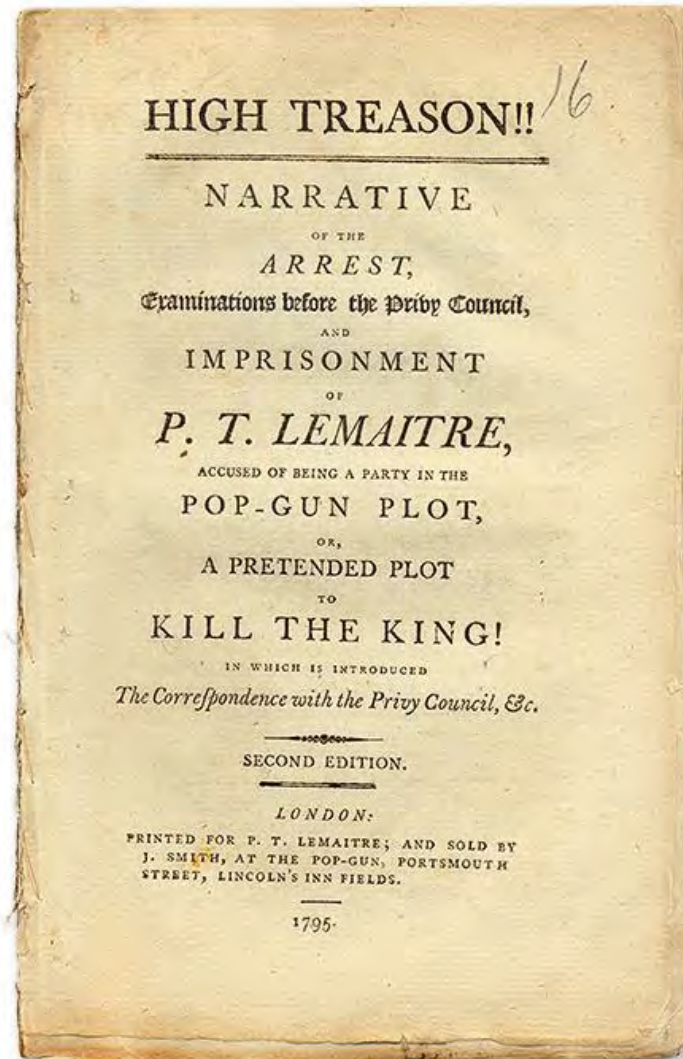 16
HIGH TREASON!!
NARRATIVE
OF THE
ARREST,
Examinations before the Privy Council,
AND
IMPRISONMENT
OF
P. T. LEMAITRE,
ACCUSED OF BEING A PARTY IN THE
POP-GUN PLOT,
OR,
A PRETENDED PLOT
TO
KILL THE KING!
IN WHICH IS INTRODUCED
The Correſpondence with the Privy Council, &c.
SECOND EDITION.
LONDON:
PRINTED FOR P. T. LEMAITRE; AND SOLD BY
J. SMITH, AT THE POP-GUN, PORTSMOUTH
STREET, LINCOLN'S INN FIELDS.
1795.